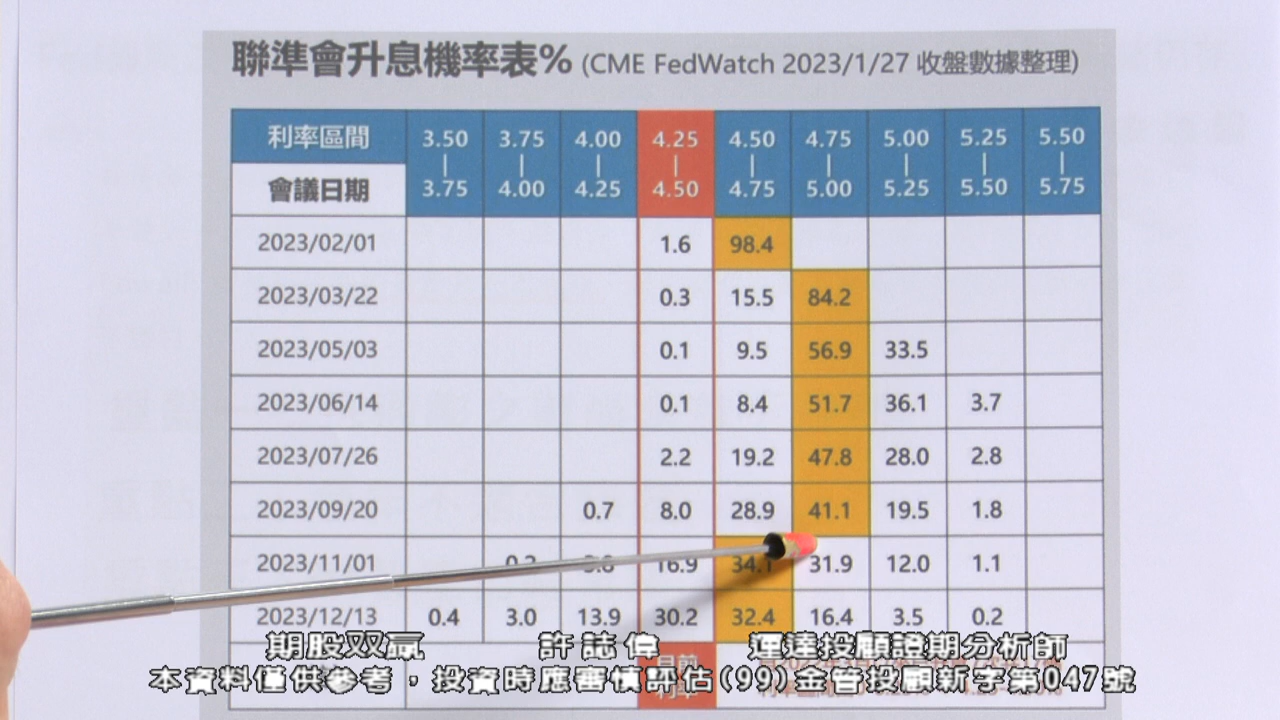 聯準會升息機率表% (CME FedWatch 2023/1/27 收盤數據整理)
利率區間 3.50 3.75 4.00 4.25 4.50 4.75 5.00 5.25 5.50
| | | | | | | | |
會議日期 3.75 4.00 4.25 4.50 4.75 5.00 5.25 5.50 5.75
2023/02/01 1.6 98.4
2023/03/22 0.3 15.5 84.2
2023/05/03 0.1 9.5 56.9 33.5
2023/06/14 0.1 8.4 51.7 36.1 3.7
2023/07/26 2.2 19.2 47.8 28.0 2.8
2023/09/20 0.7 8.0 28.9 41.1 19.5 1.8
2023/11/01 16.9 34.1 31.9 12.0 1.1
2023/12/13 0.4 3.0 13.9 30.2 32.4 16.4 3.5 0.2
目前
利率
期股双贏 許誌偉 運達投顧證期分析師
本資料僅供參考，投資時應審慎評估(99)金管投顧新字第047號